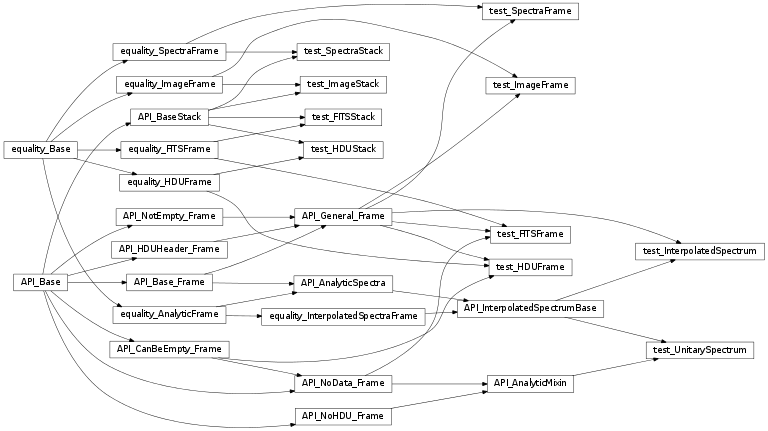 test_SpectraFrame
equality_SpectraFrame
test_SpectraStack
equality_ImageFrame
test_ImageStack
test_ImageFrame
API_BaseStack
test_FITSStack
equality_Base
equality_FITSFrame
test_HDUStack
equality_HDUFrame
API_NotEmpty_Frame
API_General_Frame
test_FITSFrame
API_HDUHeader_Frame
test_InterpolatedSpectrum
test_HDUFrame
API_Base
API_Base_Frame
API_AnalyticSpectra
equality_AnalyticFrame
equality_InterpolatedSpectraFrame
API_InterpolatedSpectrumBase
API_CanBeEmpty_Frame
test_UnitarySpectrum
API_NoData_Frame
API_AnalyticMixin
API_NoHDU_Frame